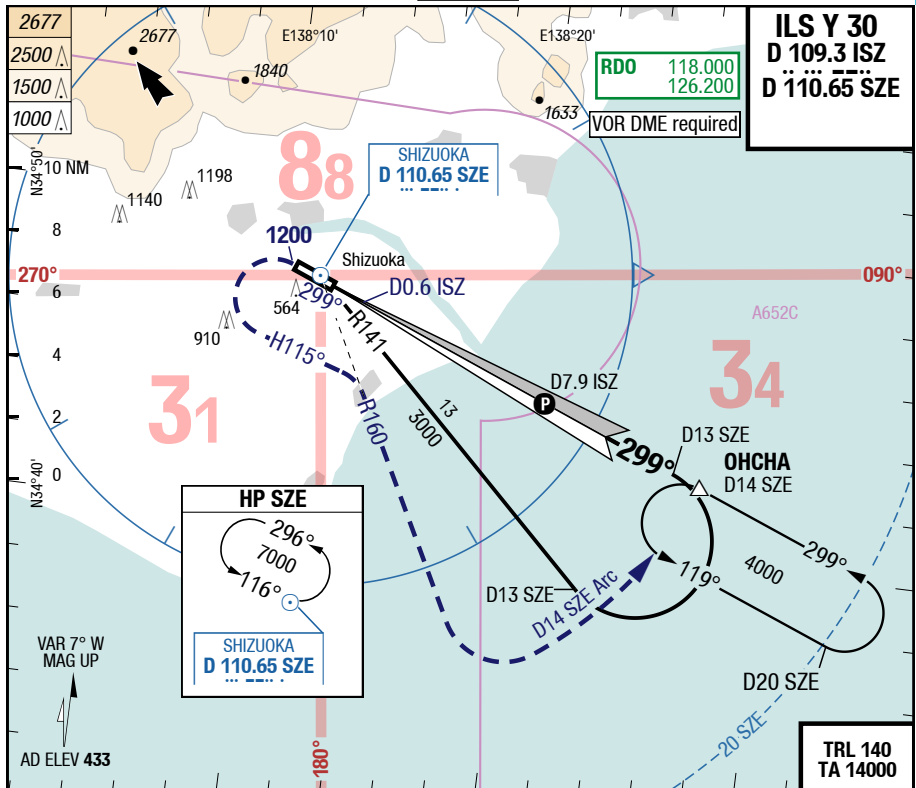 2677
2500
1500
1000
2677
1840
1633
E138°10'
E138°20'
RDO 118.000
126.200
VOR DME required
ILS Y 30
D 109.3 ISZ
D 110.65 SZE
N34°50'
10 NM
8
6
4
2
0
N34°40'
1140
1198
88
SHIZUOKA
D 110.65 SZE
1200
Shizuoka
270°
090°
299°
D0.6 ISZ
564
910
H115°
R141
R160
A652C
31
34
D7.9 ISZ
P
13
3000
299°
D13 SZE
OHCHA
D14 SZE
HP SZE
296°
7000
116°
SHIZUOKA
D 110.65 SZE
D13 SZE
D14 SZE Arc
119°
4000
299°
D20 SZE
20 SZE
VAR 7° W
MAG UP
AD ELEV 433
180°
TRL 140
TA 14000